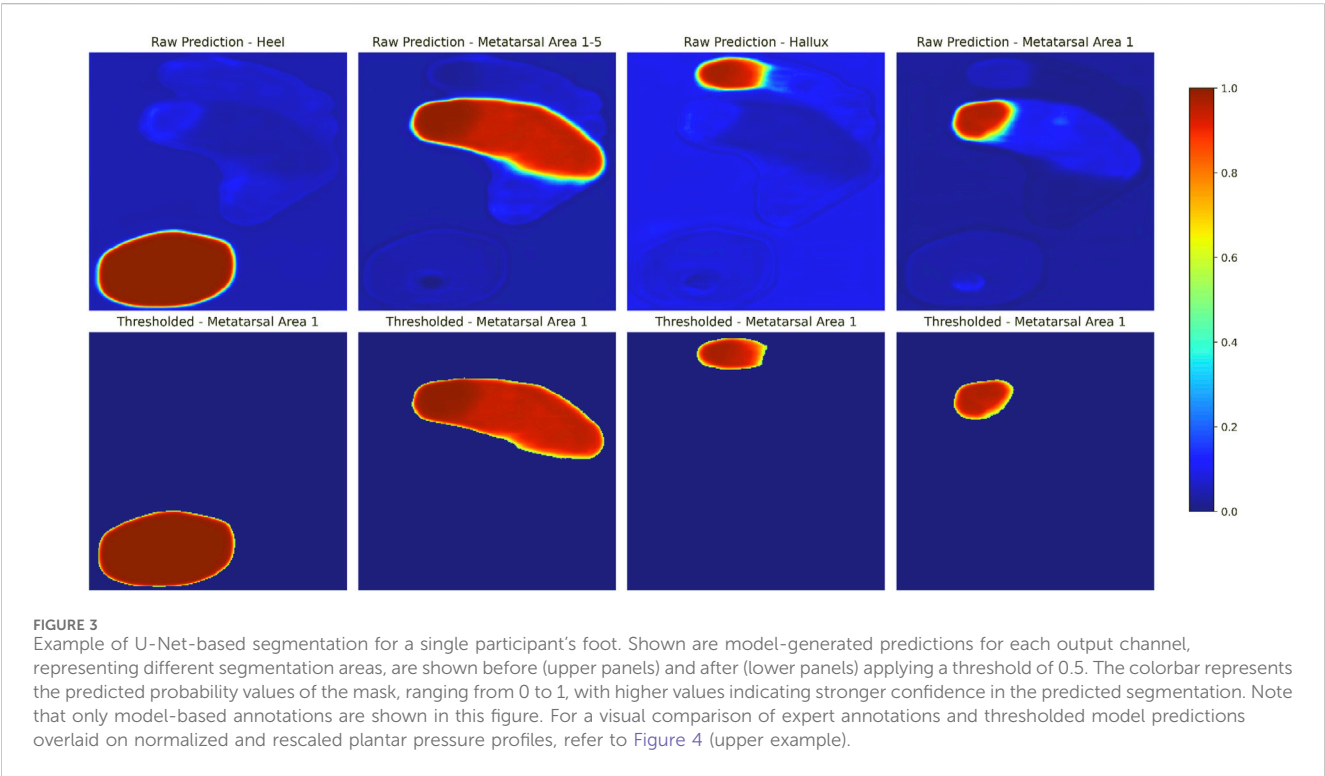 Raw Prediction - Heel
Raw Prediction - Metatarsal Area 1-5
Raw Prediction - Hallux
Raw Prediction - Metatarsal Area 1
1.0
0.8
0.6
0.4
0.2
0.0
Thresholded - Metatarsal Area 1
Thresholded - Metatarsal Area 1
Thresholded - Metatarsal Area 1
Thresholded - Metatarsal Area 1
FIGURE 3
Example of U-Net-based segmentation for a single participant's foot. Shown are model-generated predictions for each output channel,
representing different segmentation areas, are shown before (upper panels) and after (lower panels) applying a threshold of 0.5. The colorbar represents
the predicted probability values of the mask, ranging from 0 to 1, with higher values indicating stronger confidence in the predicted segmentation. Note
that only model-based annotations are shown in this figure. For a visual comparison of expert annotations and thresholded model predictions
overlaid on normalized and rescaled plantar pressure profiles, refer to Figure 4 (upper example).